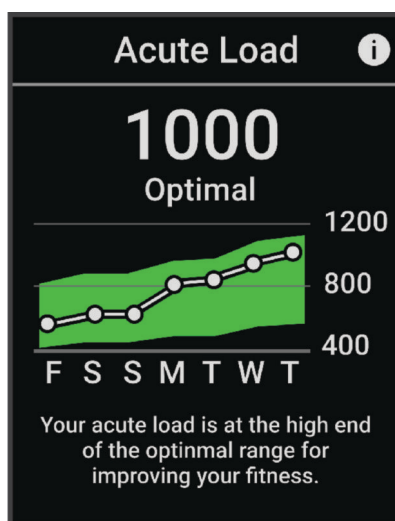 Acute Load i
1000
Optimal
1200
800
400
F S S M T W T
Your acute load is at the high end
of the optinmal range for
improving your fitness.